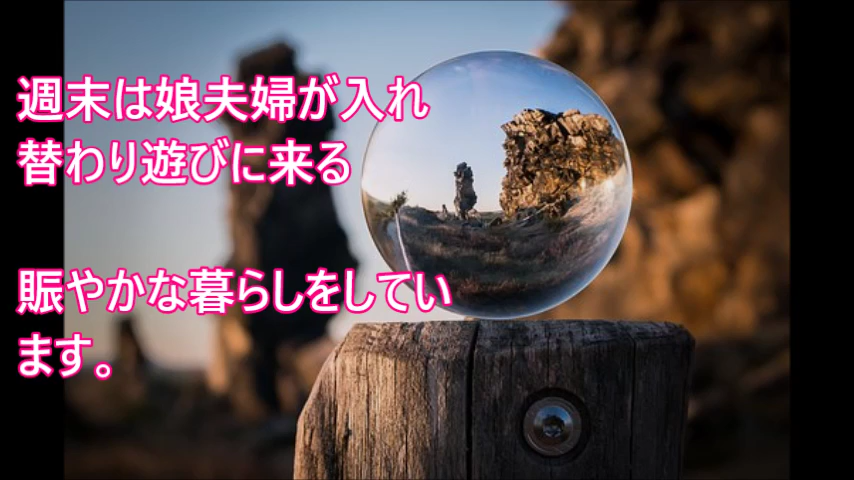 週末は娘夫婦が入れ
替わり遊びに来る
賑やかな暮らしをしてい
ます。